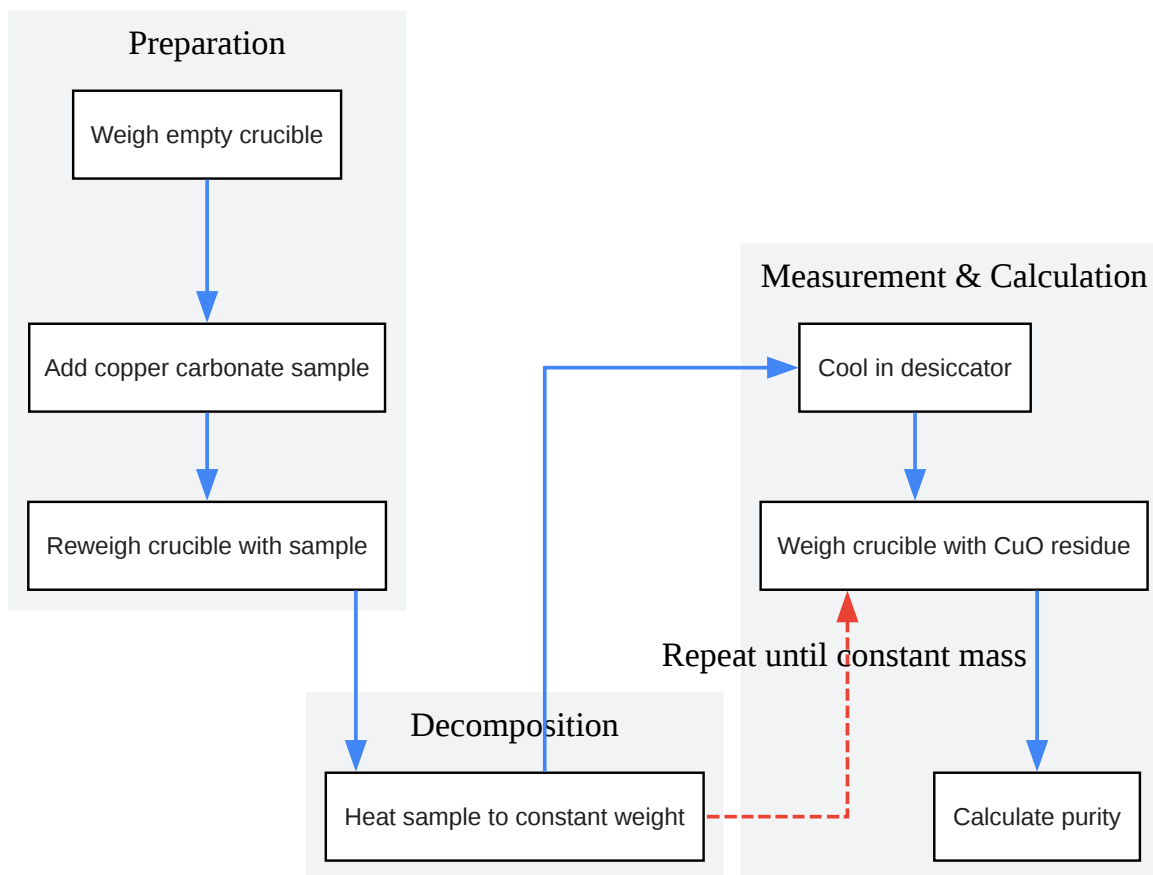 Preparation
Weigh empty crucible
Add copper carbonate sample
Reweigh crucible with sample
Decomposition
Heat sample to constant weight
Measurement & Calculation
Cool in desiccator
Weigh crucible with CuO residue
Repeat until constant mass
Calculate purity